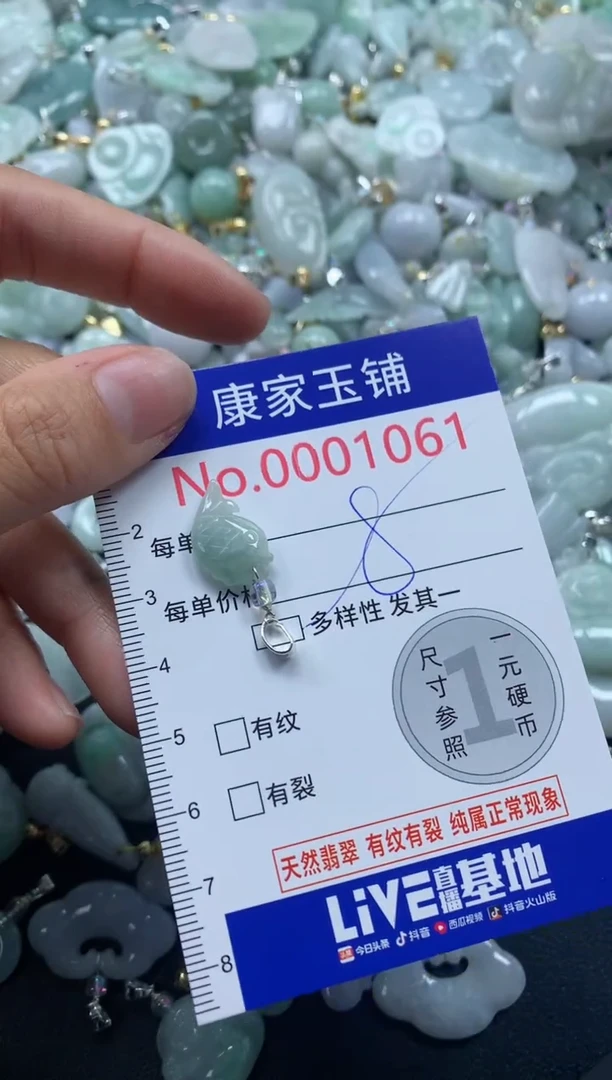 康家玉铺
No.0001061
2
每单
8
3
每单价格
多样性 发其一
4
尺寸参照
1
一元硬币
5
有纹
6
有裂
天然翡翠 有纹有裂 纯属正常现象
7
LiVE直播基地
今日头条 抖音 西瓜视频 抖音火山版
8